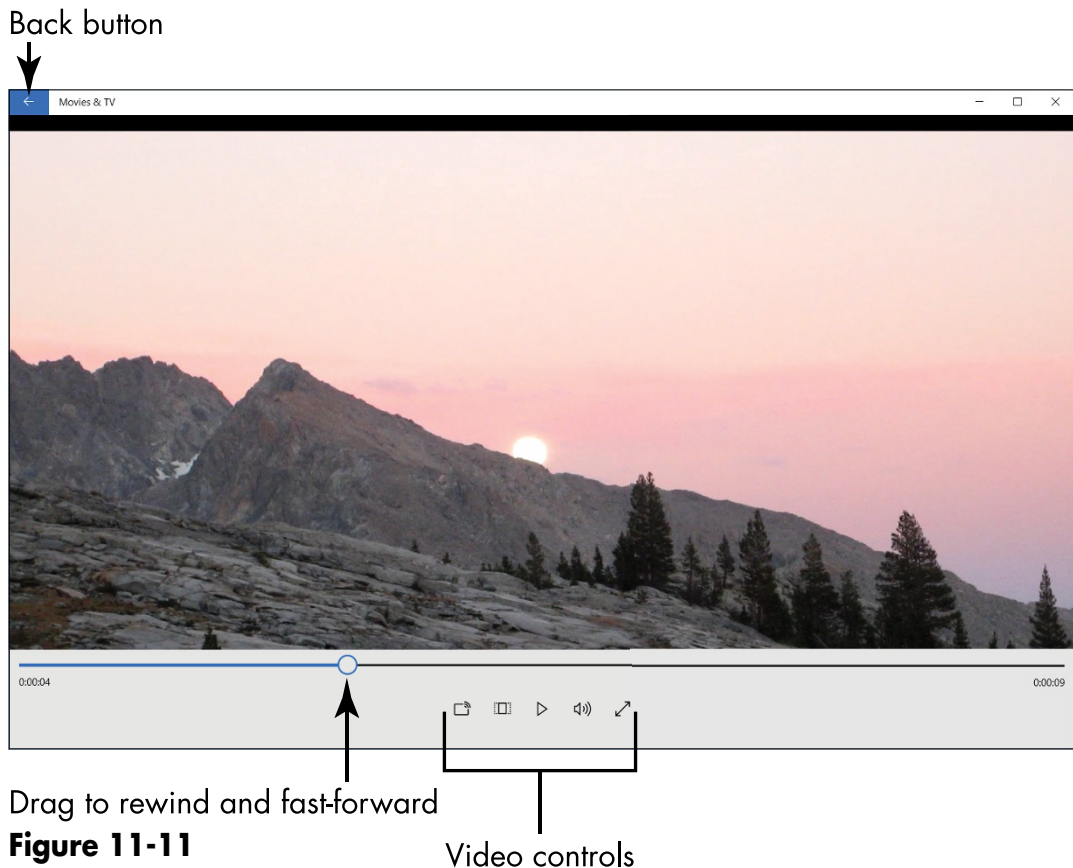 Back button
Movies & TV
0:00:04
0:00:09
Drag to rewind and fast-forward
Figure 11-11
Video controls